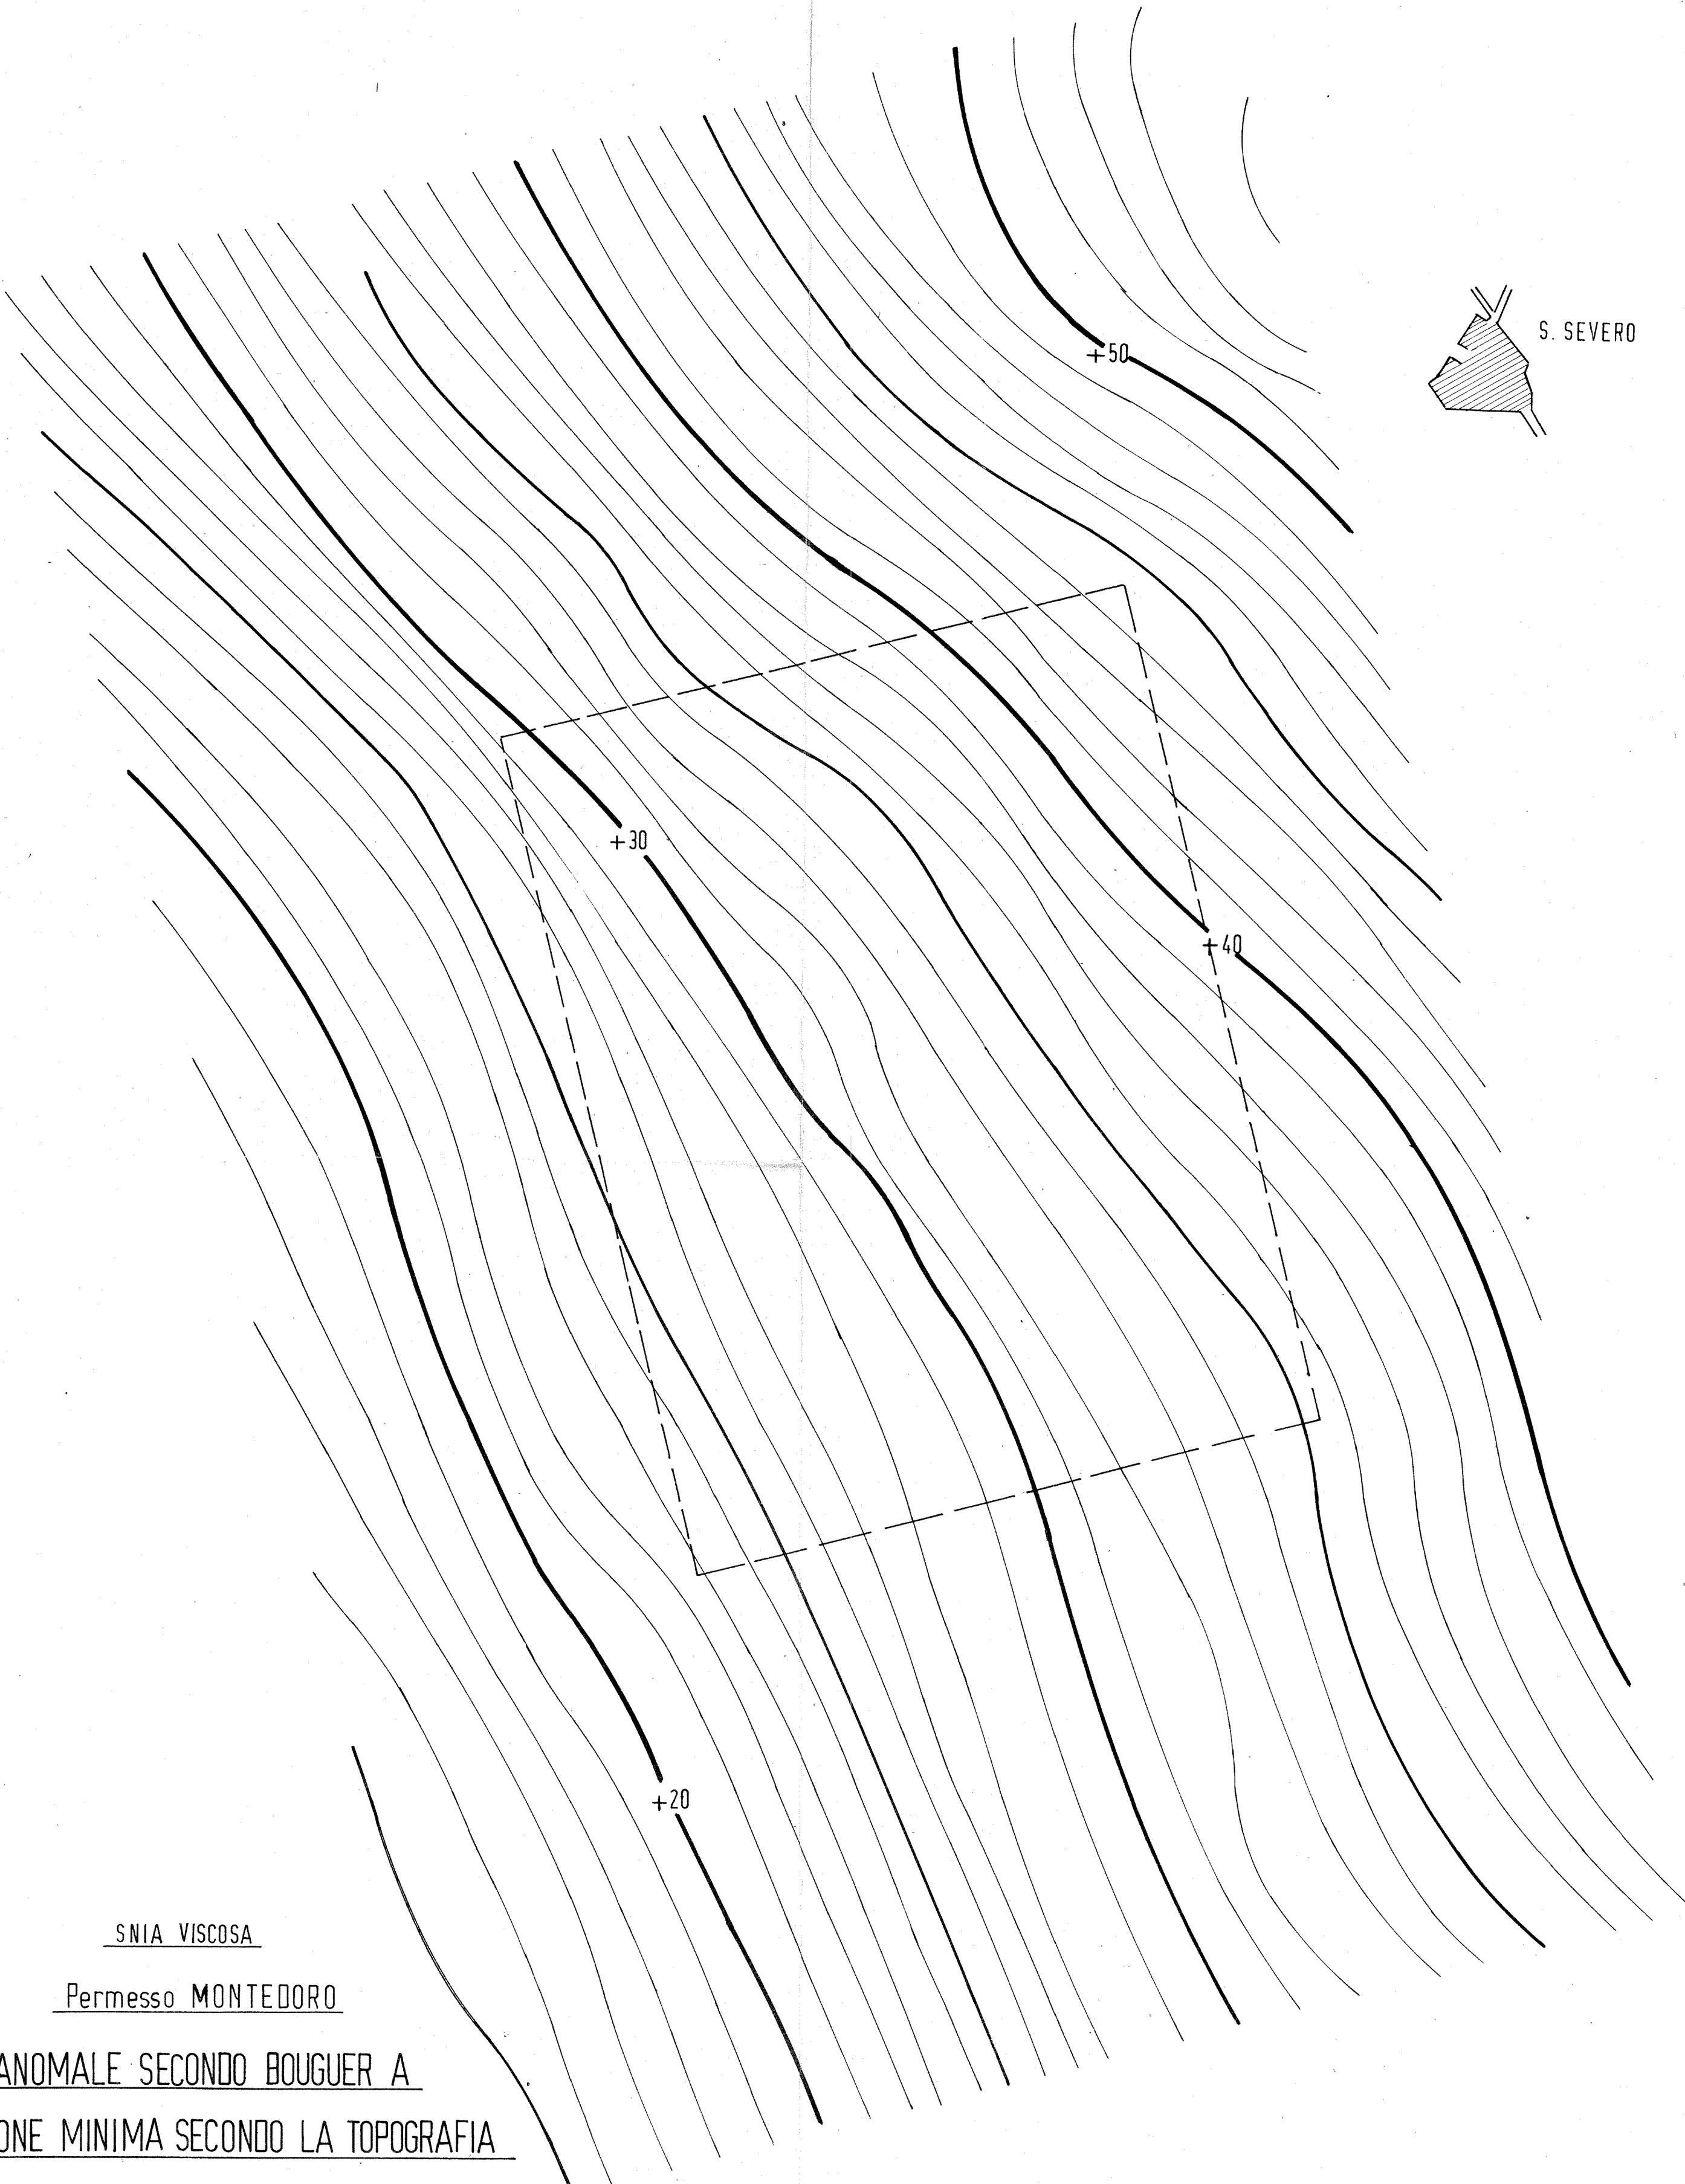 +50
S. SEVERO
+30
+40
+20
SNIA VISCOSA
Permesso MONTEDORO
ANOMALE SECONDO BOUGUER A
ONE MINIMA SECONDO LA TOPOGRAFIA